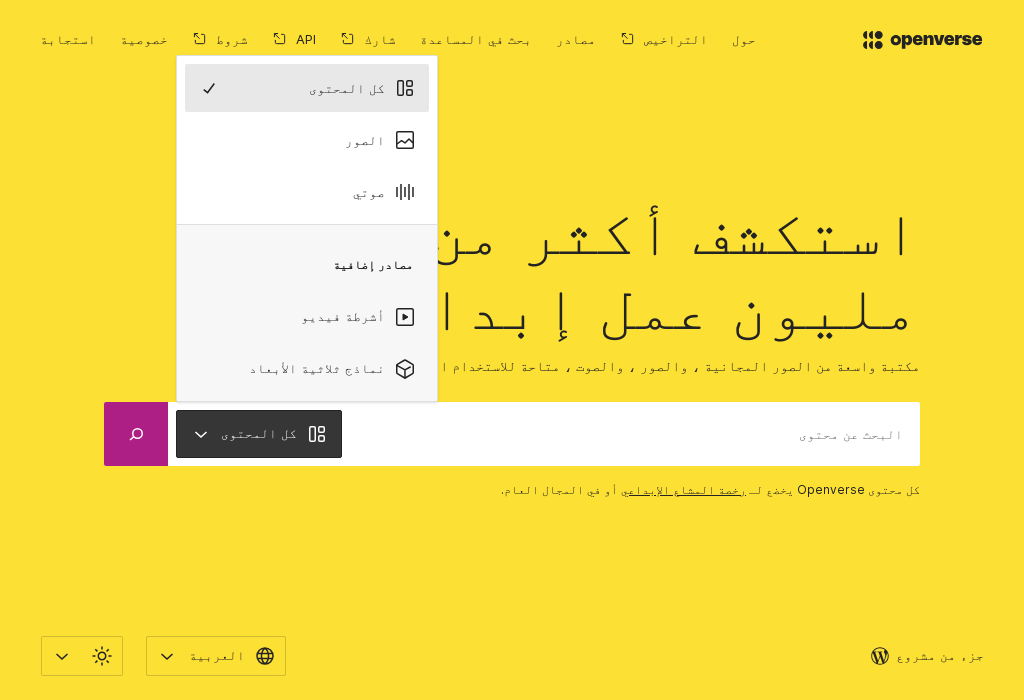 openverse
حول
التراخيص
مصادر
بحث في المساعدة
شارك
API
شروط
خصوصية
استجابة
كل المحتوى
الصور
صوتي
مصادر إضافية
أشرطة فيديو
نماذج ثلاثية الأبعاد
استكشف أكثر من
مليون عمل
مكتبة واسعة من الصور المجانية ، والصور ، والصوت ، متاحة للاستخدام
البحث عن محتوى
كل المحتوى
كل محتوى Openverse يخضع لـ رخصة المشاع الإبداعي أو في المجال العام.
جزء من مشروع
العربية